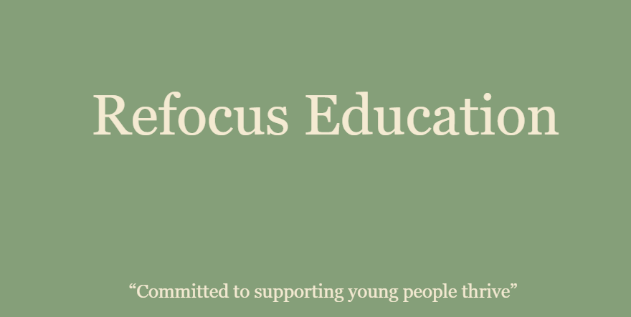 Refocus Education
“Committed to supporting young people thrive”